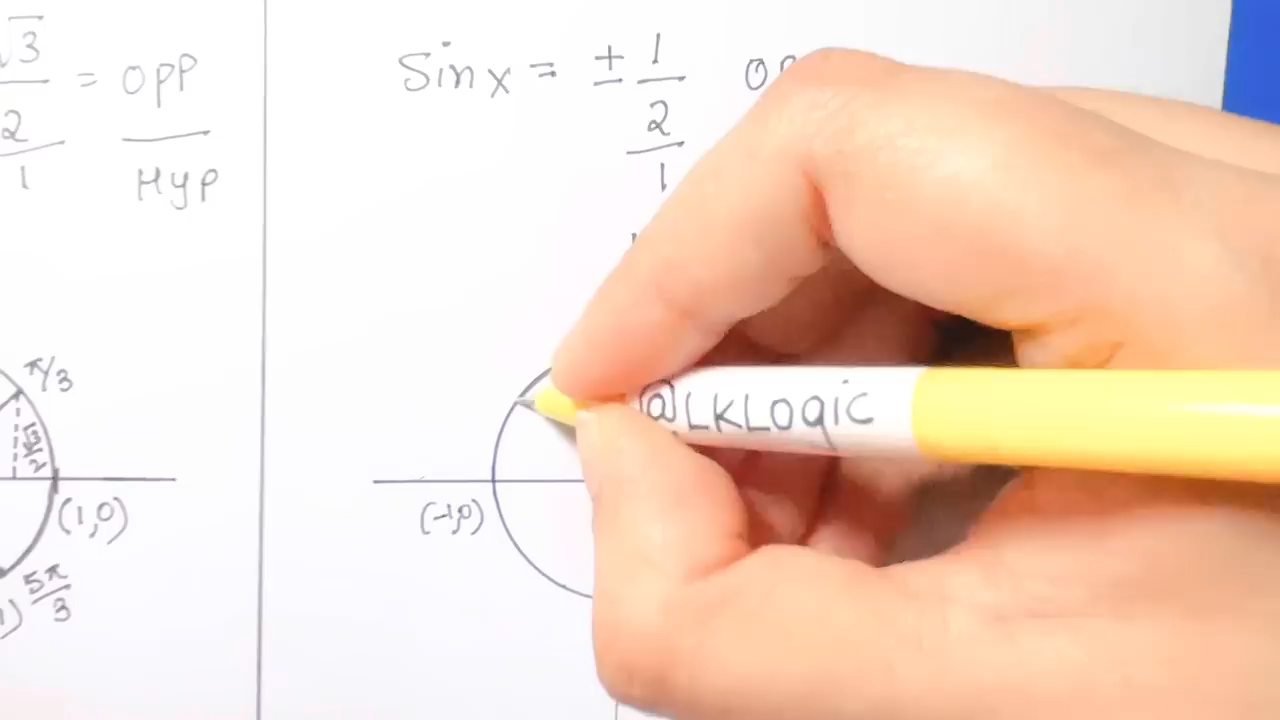 √3
2 = OPP
1 HYP
π/3
√3/2
(1,0)
5π/3
Sin x = ± 1
2
1
@LKLogic
(-1,0)